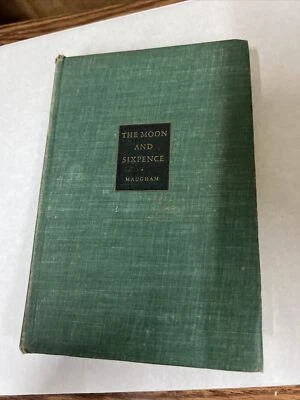 THE MOON
AND
SIXPENCE
MAUGHAM